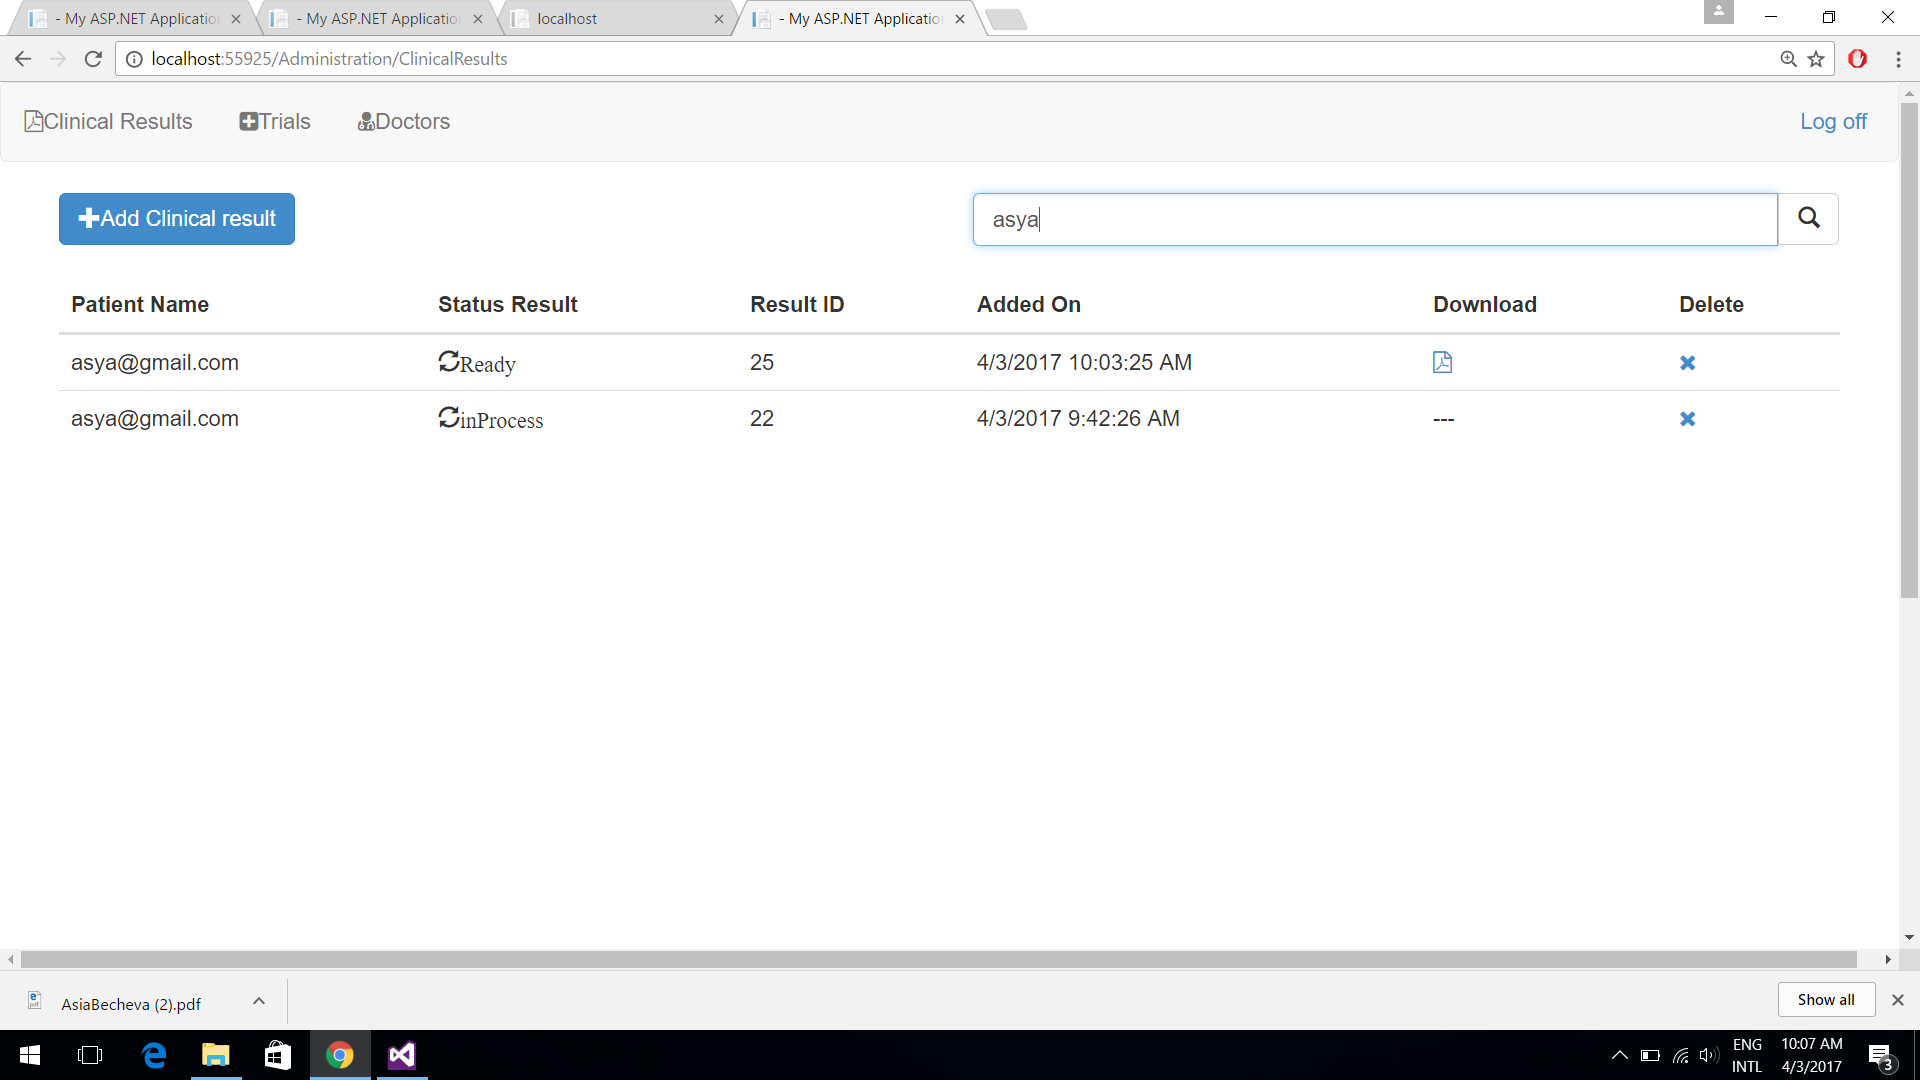 - My ASP.NET Applicatio
- My ASP.NET Applicatio
localhost
- My ASP.NET Applicatio
localhost:55925/Administration/ClinicalResults
Clinical Results Trials Doctors Log off
Add Clinical result asya
Patient Name Status Result Result ID Added On Download Delete
asya@gmail.com Ready 25 4/3/2017 10:03:25 AM
asya@gmail.com inProcess 22 4/3/2017 9:42:26 AM ---
AsiaBecheva (2).pdf Show all
ENG 10:07 AM
INTL 4/3/2017 3